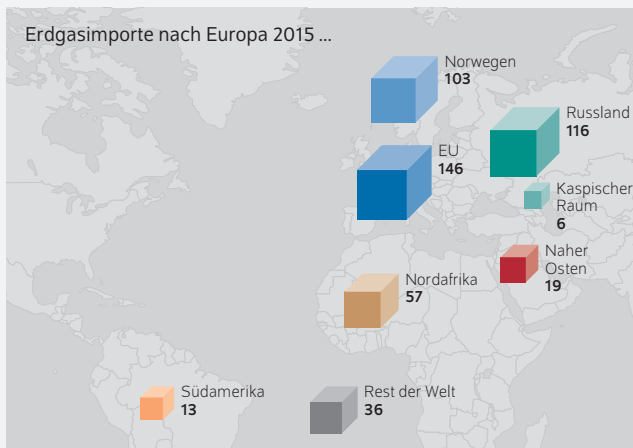 Erdgasimporte nach Europa 2015 ...
Norwegen
103
Russland
116
EU
146
Kaspischer
Raum
6
Naher
Osten
19
Nordafrika
57
Südamerika
13
Rest der Welt
36